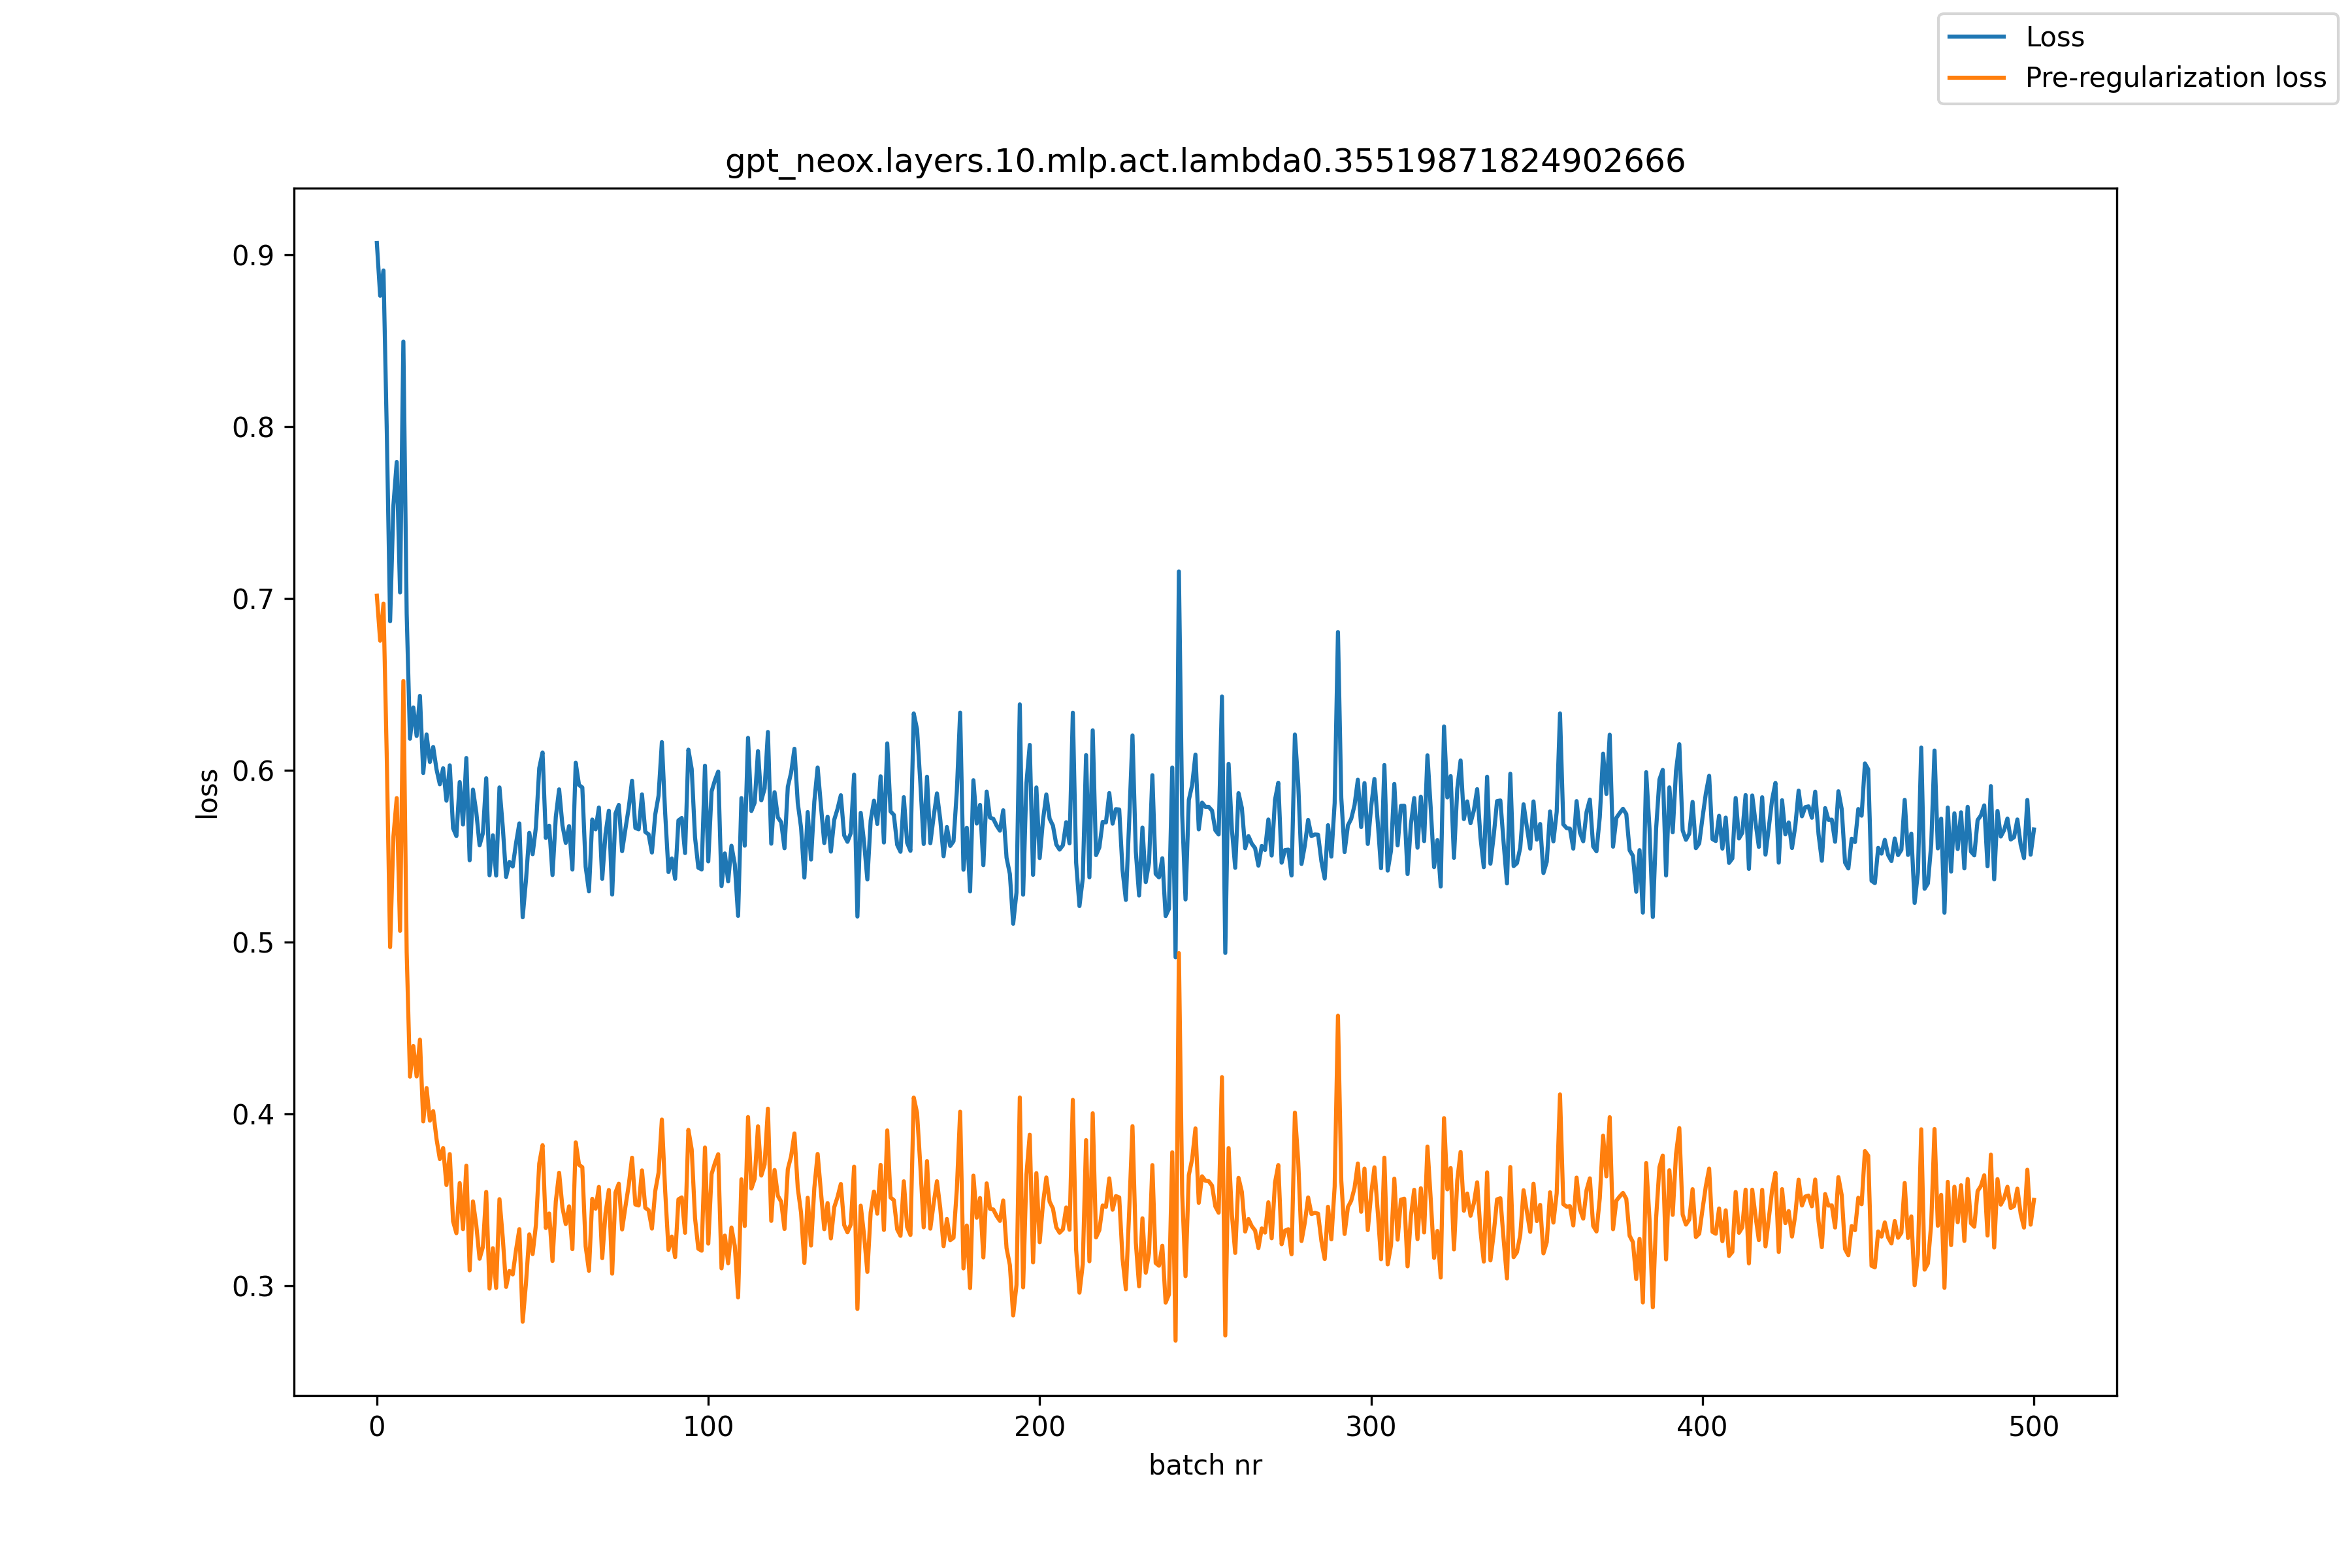 Loss
Pre-regularization loss
gpt_neox.layers.10.mlp.act.lambda0.35519871824902666
0.9
0.8
0.7
0.6
0.5
0.4
0.3
loss
0 100 200 300 400 500
batch nr